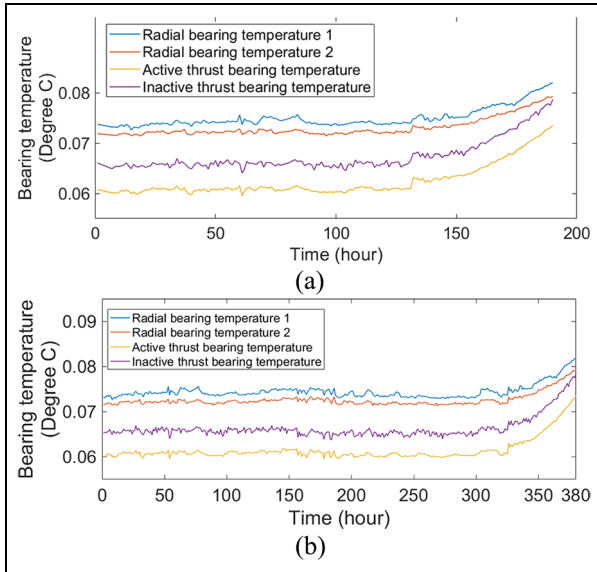 Bearing temperature
(Degree C)
0.08
0.07
0.06
Radial bearing temperature 1
Radial bearing temperature 2
Active thrust bearing temperature
Inactive thrust bearing temperature
0 50 100 150 200
Time (hour)
(a)
Bearing temperature
(Degree C)
0.09
0.08
0.07
0.06
Radial bearing temperature 1
Radial bearing temperature 2
Active thrust bearing temperature
Inactive thrust bearing temperature
0 50 100 150 200 250 300 350 380
Time (hour)
(b)